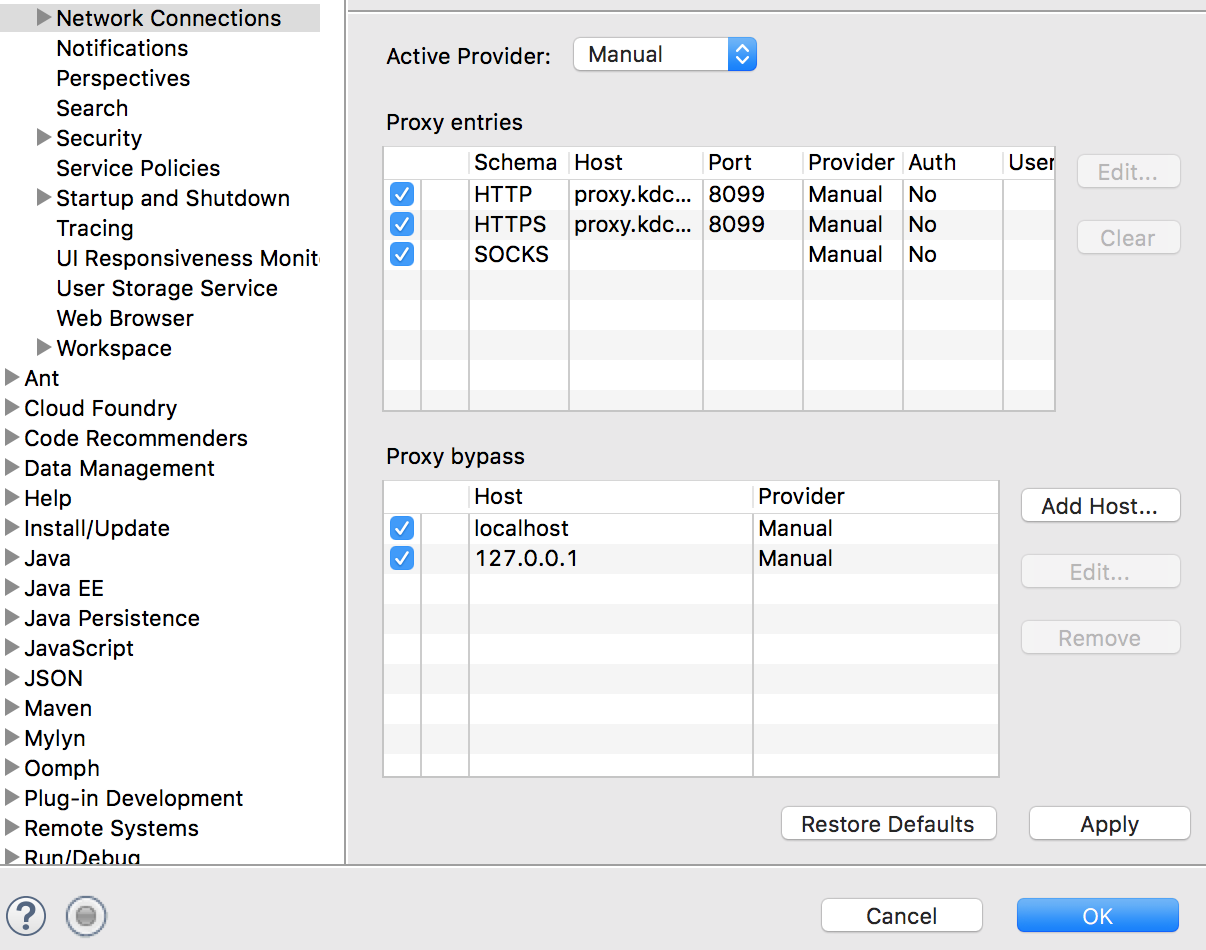 Network Connections
Notifications
Perspectives
Search
Security
Service Policies
Startup and Shutdown
Tracing
UI Responsiveness Monit
User Storage Service
Web Browser
Workspace
Ant
Cloud Foundry
Code Recommenders
Data Management
Help
Install/Update
Java
Java EE
Java Persistence
JavaScript
JSON
Maven
Mylyn
Oomph
Plug-in Development
Remote Systems
Run/Debug
Active Provider: Manual
Proxy entries
Schema Host Port Provider Auth User
HTTP proxy.kdc... 8099 Manual No
HTTPS proxy.kdc... 8099 Manual No
SOCKS Manual No
Edit...
Clear
Proxy bypass
Host Provider
localhost Manual
127.0.0.1 Manual
Add Host...
Edit...
Remove
Restore Defaults Apply
? Cancel OK